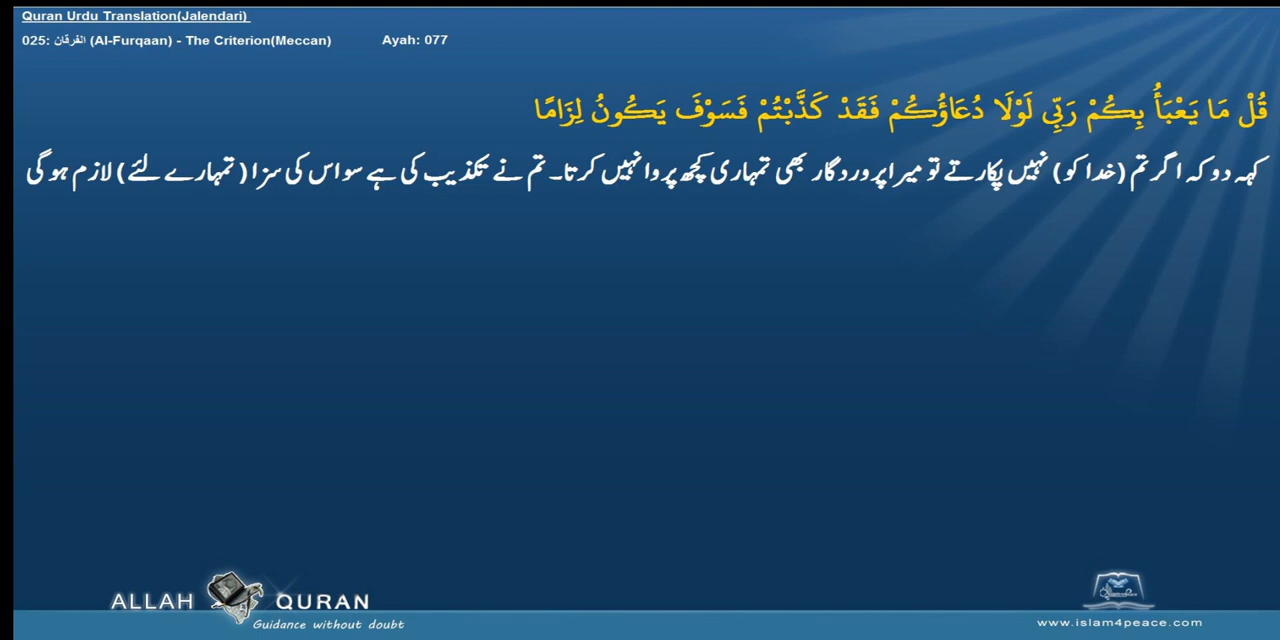 Quran Urdu Translation(Jalendari)
025: الفرقان (Al-Furqaan) - The Criterion(Meccan) Ayah: 077
قُلْ مَا يَعْبَأُ بِكُمْ رَبِّي لَوْلَا دُعَاؤُكُمْ فَقَدْ كَذَّبْتُمْ فَسَوْفَ يَكُونُ لِزَامًا
کہہ دو کہ اگر تم (خدا کو) نہیں پکارتے تو میرا پروردگار بھی تمہاری کچھ پروا نہیں کرتا۔ تم نے تکذیب کی ہے سو اس کی سزا (تمہارے لئے) لازم ہوگی
ALLAH QURAN
Guidance without doubt
www.islam4peace.com